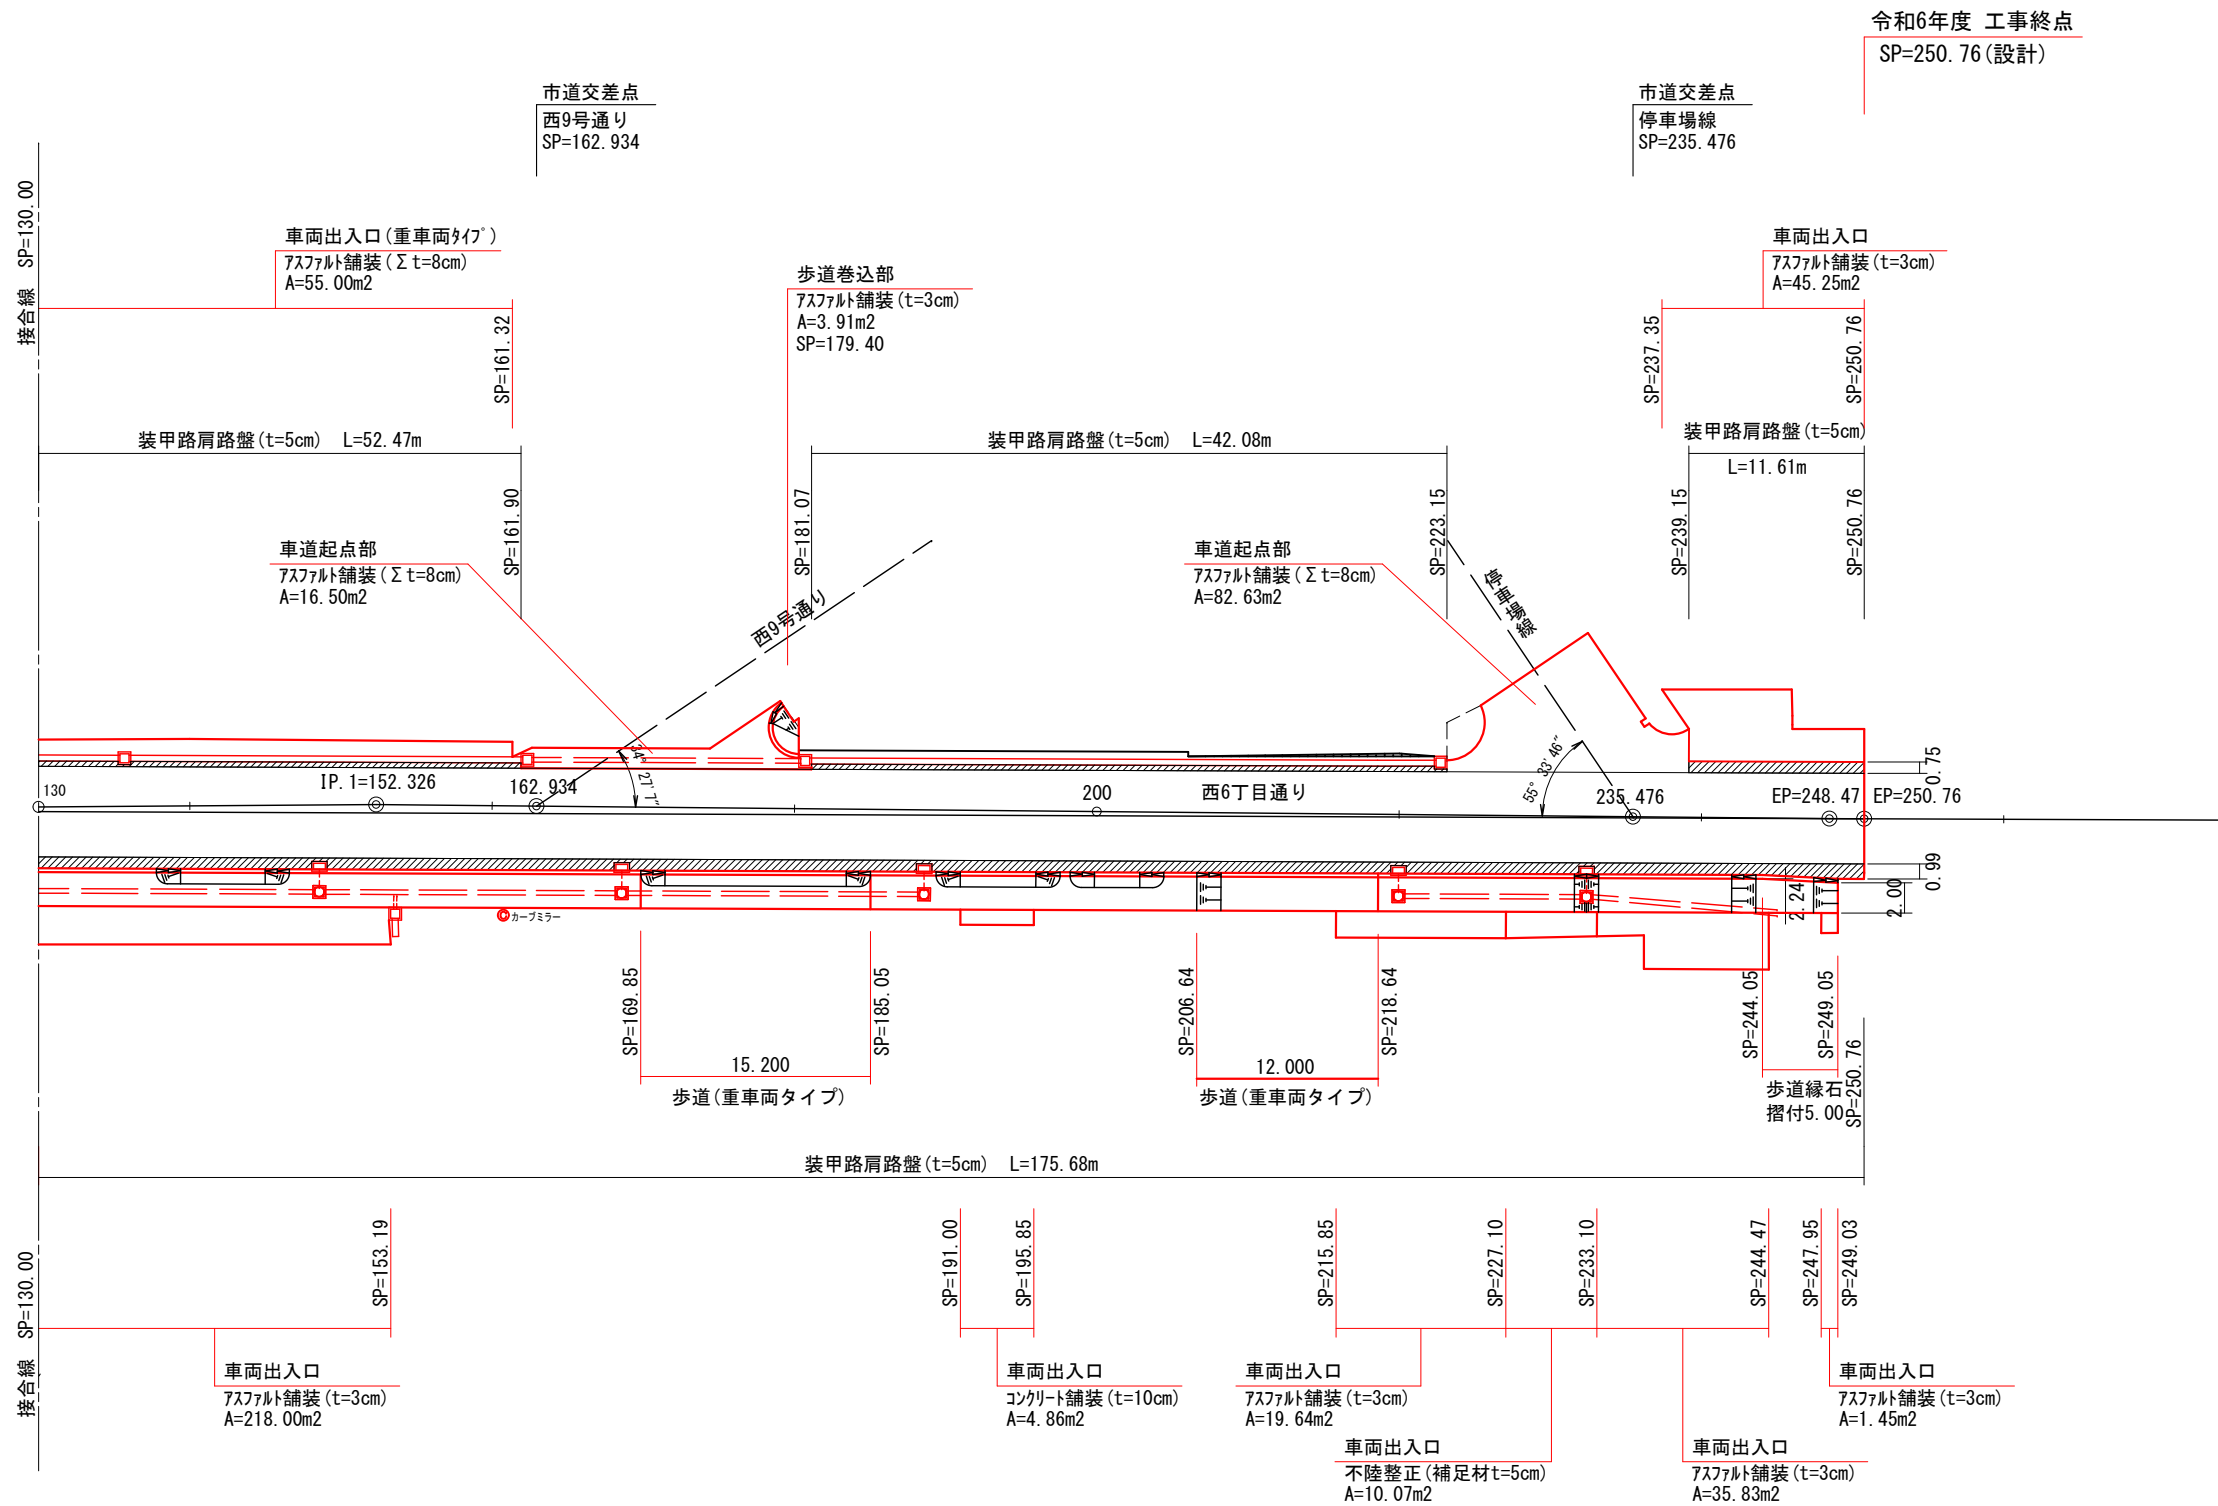 令和6年度 工事終点
SP=250.76(設計)
市道交差点
西9号通り
SP=162.934
市道交差点
停車場線
SP=235.476
接合線 SP=130.00
車両出入口(重車両ﾀｲﾌﾟ)
ｱｽﾌｧﾙﾄ舗装(Σt=8cm)
A=55.00m2
SP=161.32
歩道巻込部
ｱｽﾌｧﾙﾄ舗装(t=3cm)
A=3.91m2
SP=179.40
車両出入口
ｱｽﾌｧﾙﾄ舗装(t=3cm)
A=45.25m2
SP=237.35
SP=250.76
装甲路肩路盤(t=5cm) L=52.47m
装甲路肩路盤(t=5cm) L=42.08m
装甲路肩路盤(t=5cm)
L=11.61m
SP=161.90
SP=181.07
SP=223.15
SP=239.15
SP=250.76
車道起点部
ｱｽﾌｧﾙﾄ舗装(Σt=8cm)
A=16.50m2
車道起点部
ｱｽﾌｧﾙﾄ舗装(Σt=8cm)
A=82.63m2
西9号通り
停車場線
34° 27′7″
55° 33′46″
130
IP.1=152.326
162.934
200
西6丁目通り
235.476
EP=248.47
EP=250.76
0.75
0.99
2.24
2.00
カーブミラー
SP=169.85
SP=185.05
SP=206.64
SP=218.64
SP=244.05
SP=249.05
SP=250.76
15.200
歩道(重車両タイプ)
12.000
歩道(重車両タイプ)
歩道縁石
摺付5.00
装甲路肩路盤(t=5cm) L=175.68m
接合線 SP=130.00
SP=153.19
SP=191.00
SP=195.85
SP=215.85
SP=227.10
SP=233.10
SP=244.47
SP=247.95
SP=249.03
車両出入口
ｱｽﾌｧﾙﾄ舗装(t=3cm)
A=218.00m2
車両出入口
ｺﾝｸﾘｰﾄ舗装(t=10cm)
A=4.86m2
車両出入口
ｱｽﾌｧﾙﾄ舗装(t=3cm)
A=19.64m2
車両出入口
ｱｽﾌｧﾙﾄ舗装(t=3cm)
A=1.45m2
車両出入口
不陸整正(補足材t=5cm)
A=10.07m2
車両出入口
ｱｽﾌｧﾙﾄ舗装(t=3cm)
A=35.83m2